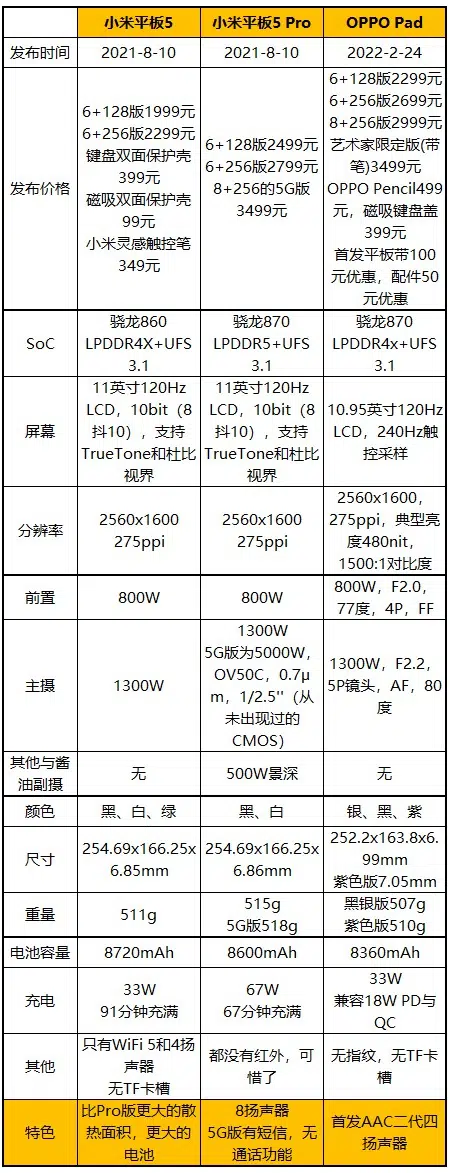 小米平板5
小米平板5 Pro
OPPO Pad
发布时间
2021-8-10
2021-8-10
2022-2-24
发布价格
6+128版1999元
6+256版2299元
键盘双面保护壳
399元
磁吸双面保护壳
99元
小米灵感触控笔
349元
6+128版2499元
6+256版2799元
8+256的5G版
3499元
6+128版2299元
6+256版2699元
8+256版2999元
艺术家限定版(带
笔)3499元
OPPO Pencil499
元，磁吸键盘盖
399元
首发平板带100
元优惠，配件50
元优惠
SoC
骁龙860
LPDDR4X+UFS
3.1
骁龙870
LPDDR5+UFS
3.1
骁龙870
LPDDR4x+UFS
3.1
屏幕
11英寸120Hz
LCD，10bit（8
抖10），支持
TrueTone和杜比
视界
11英寸120Hz
LCD，10bit（8
抖10），支持
TrueTone和杜比
视界
10.95英寸120Hz
LCD，240Hz触
控采样
分辨率
2560x1600
275ppi
2560x1600
275ppi
2560x1600，
275ppi，典型亮
度480nit，
1500:1对比度
前置
800W
800W
800W，F2.0，
77度，4P，FF
主摄
1300W
1300W
5G版为5000W，
OV50C，0.7μ
m，1/2.5''（从
未出现过的
CMOS）
1300W，F2.2，
5P镜头，AF，80
度
其他与酱
油副摄
无
500W景深
无
颜色
黑、白、绿
黑、白
银、黑、紫
尺寸
254.69x166.25x
6.85mm
254.69x166.25x
6.86mm
252.2x163.8x6.
99mm
紫色版7.05mm
重量
511g
515g
5G版518g
黑银版507g
紫色版510g
电池容量
8720mAh
8600mAh
8360mAh
充电
33W
91分钟充满
67W
67分钟充满
33W
兼容18W PD与
QC
其他
只有WiFi 5和4扬
声器
无TF卡槽
都没有红外，可
惜了
无指纹，无TF卡
槽
特色
比Pro版更大的散
热面积，更大的
电池
8扬声器
5G版有短信，无
通话功能
首发AAC二代四
扬声器